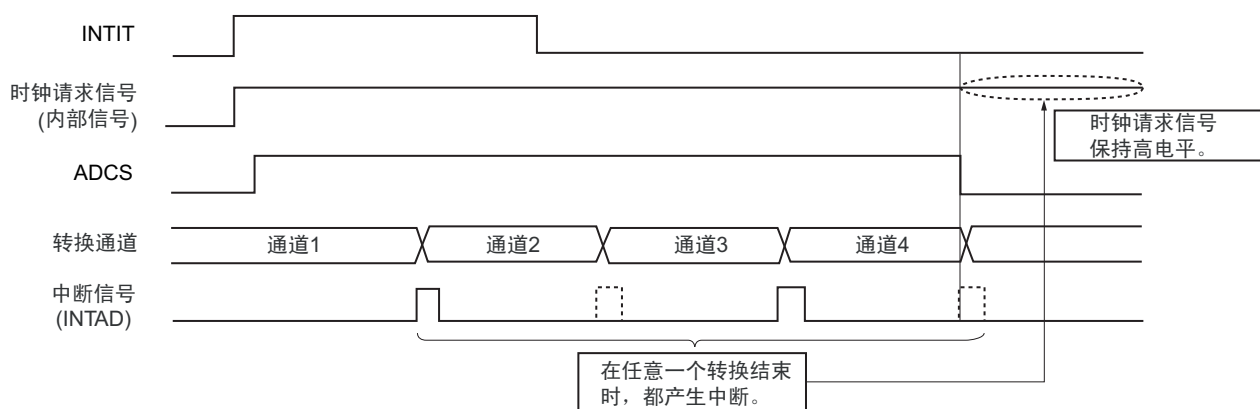 INTIT
时钟请求信号
(内部信号)
时钟请求信号
保持高电平。
ADCS
转换通道
通道1
通道2
通道3
通道4
中断信号
(INTAD)
在任意一个转换结束
时，都产生中断。